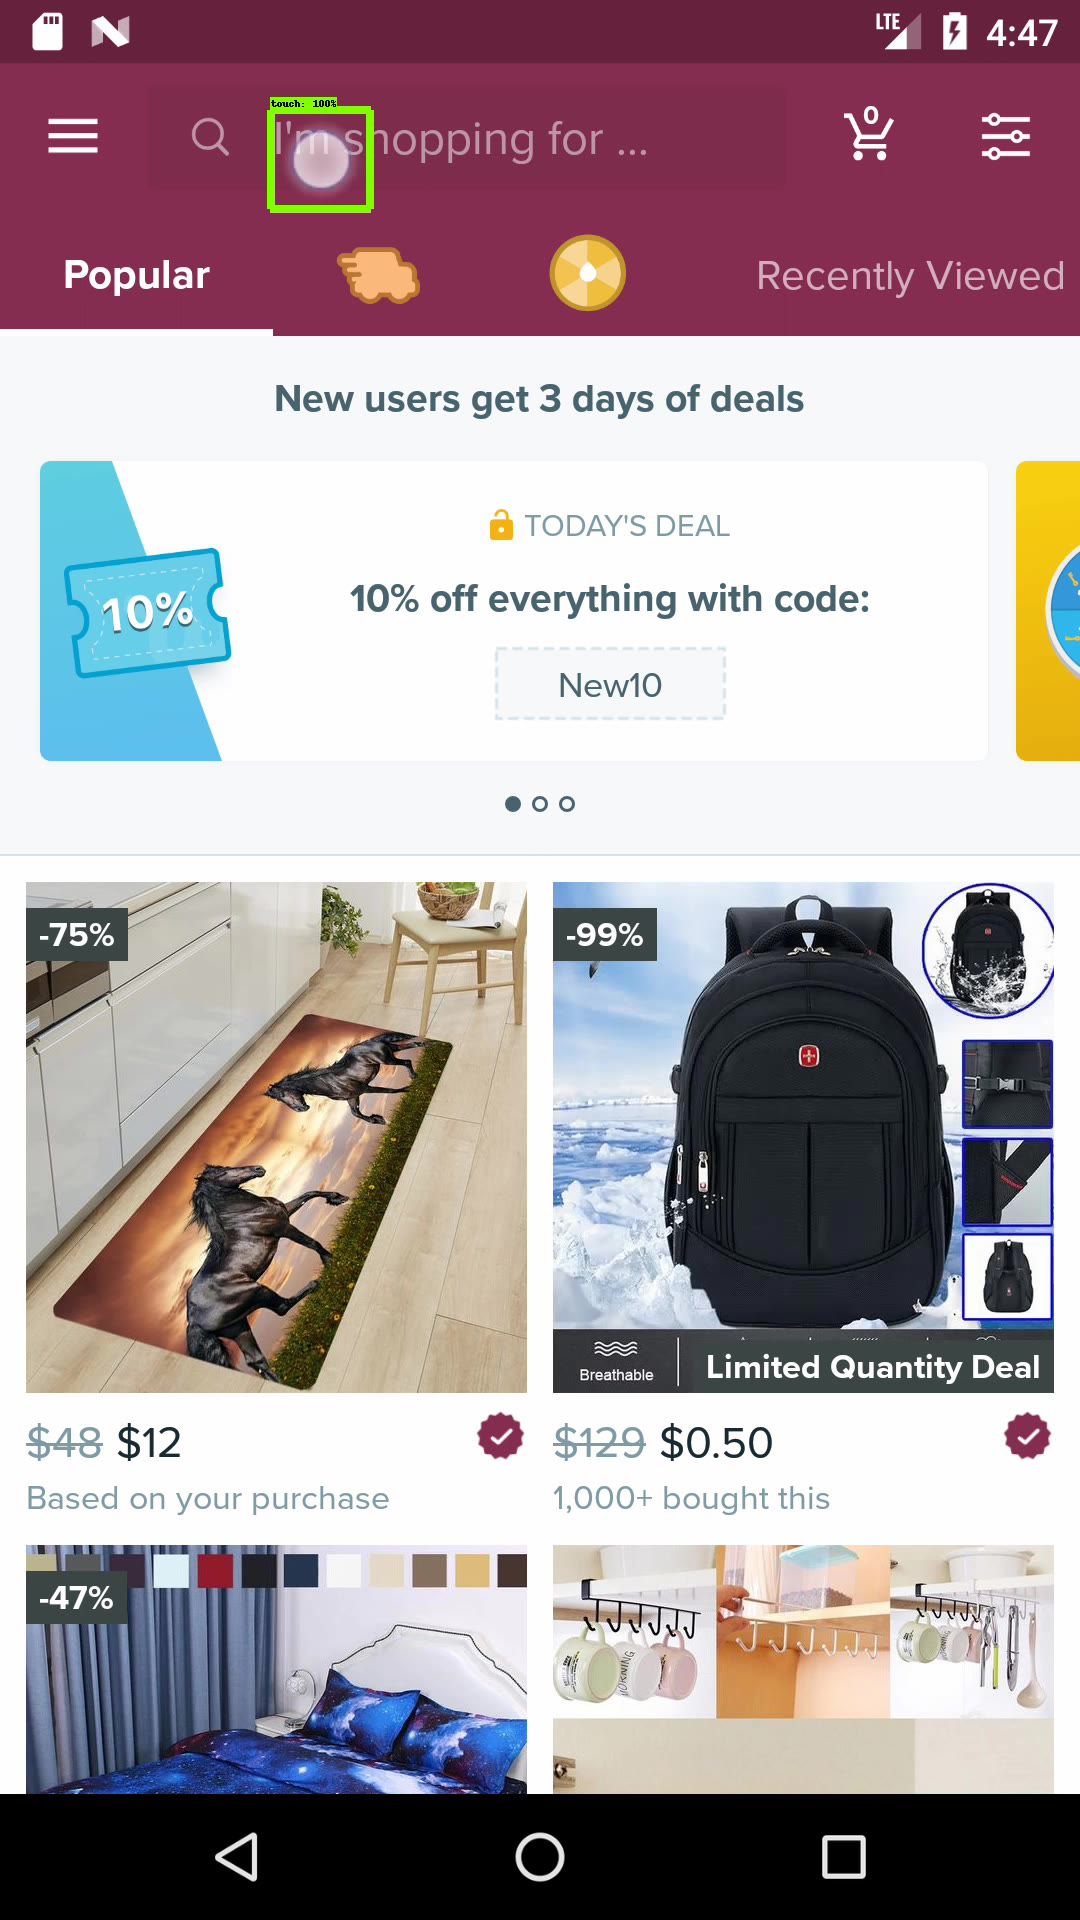 LTE 4:47
touch: 100%
I'm shopping for ...
0
Popular
Recently Viewed
New users get 3 days of deals
TODAY'S DEAL
10%
10% off everything with code:
New10
-75%
-99%
Breathable
Limited Quantity Deal
$48 $12
$129 $0.50
Based on your purchase
1,000+ bought this
-47%
MORNING